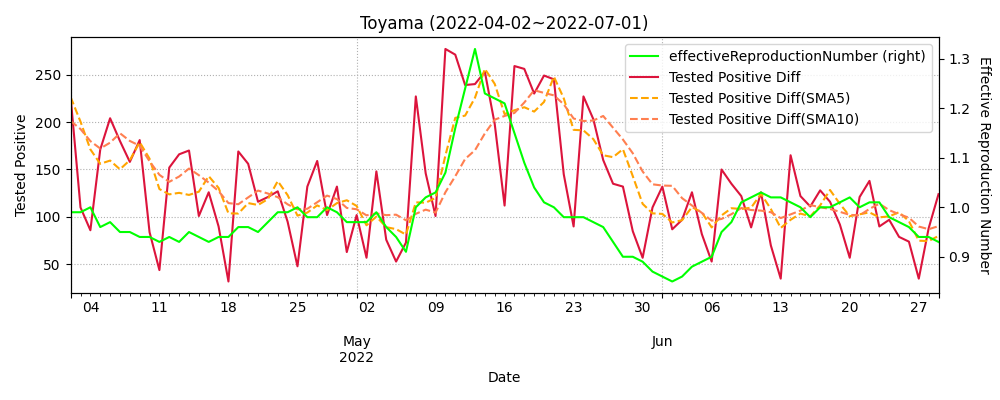 Toyama (2022-04-02~2022-07-01)
effectiveReproductionNumber (right)
Tested Positive Diff
Tested Positive Diff(SMA5)
Tested Positive Diff(SMA10)
Tested Positive
250
200
150
100
50
1.3
1.2
1.1
1.0
0.9
Effective Reproduction Number
04 11 18 25 02 09 16 23 30 06 13 20 27
May Jun
2022
Date